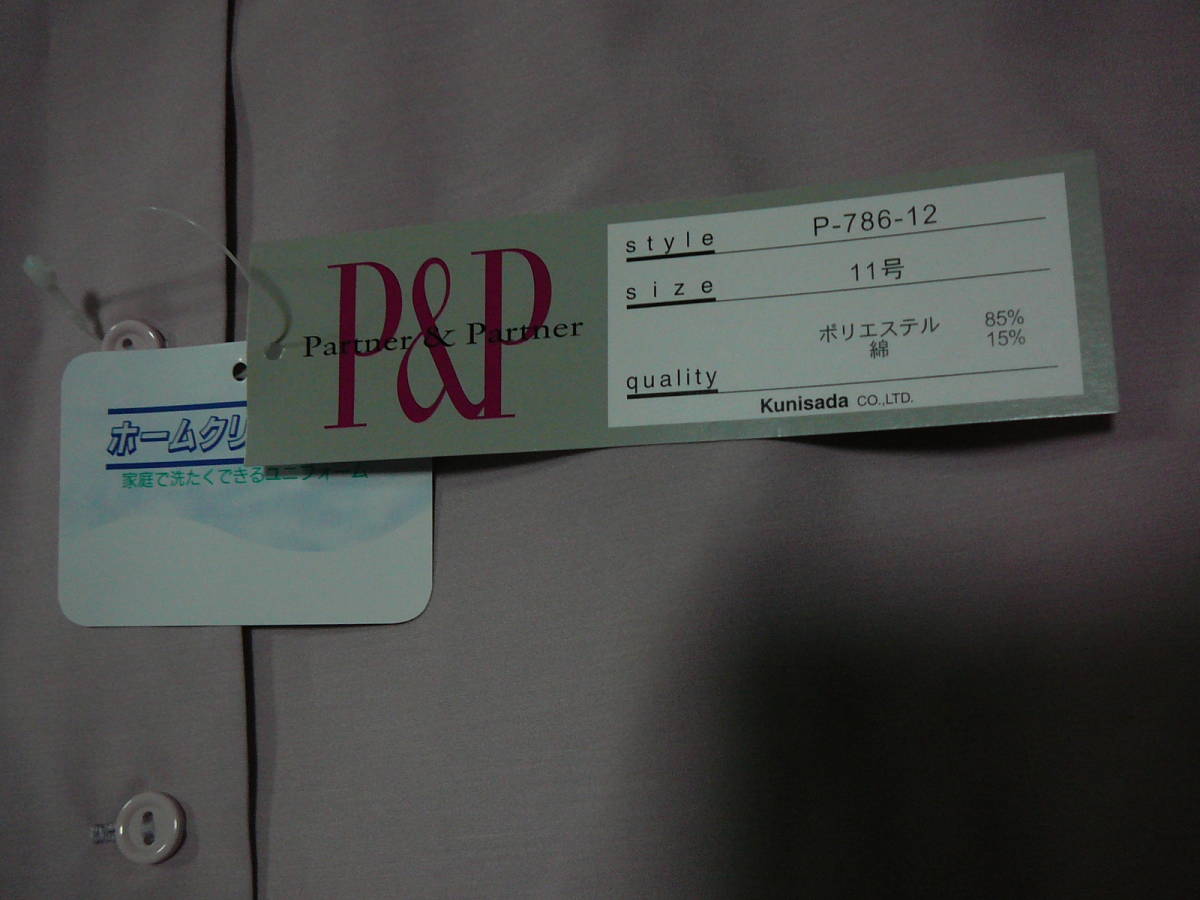 P&P
Partner & Partner
style P-786-12
size 11号
ポリエステル 85%
綿 15%
quality
Kunisada CO.,LTD.
ホームクリ
家庭で洗たくできるユニフォーム